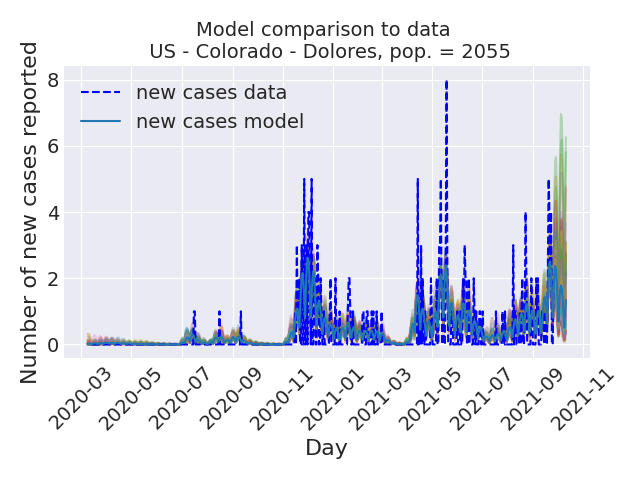 Model comparison to data
US - Colorado - Dolores, pop. = 2055
Number of new cases reported
8
6
4
2
0
new cases data
new cases model
2020-03
2020-05
2020-07
2020-09
2020-11
2021-01
2021-03
2021-05
2021-07
2021-09
2021-11
Day